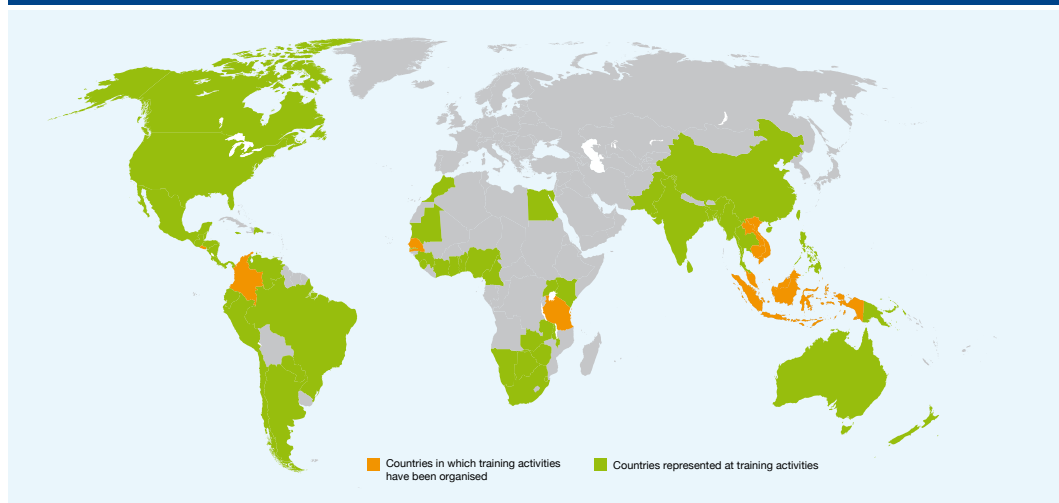 Countries in which training activities
have been organised
Countries represented at training activities